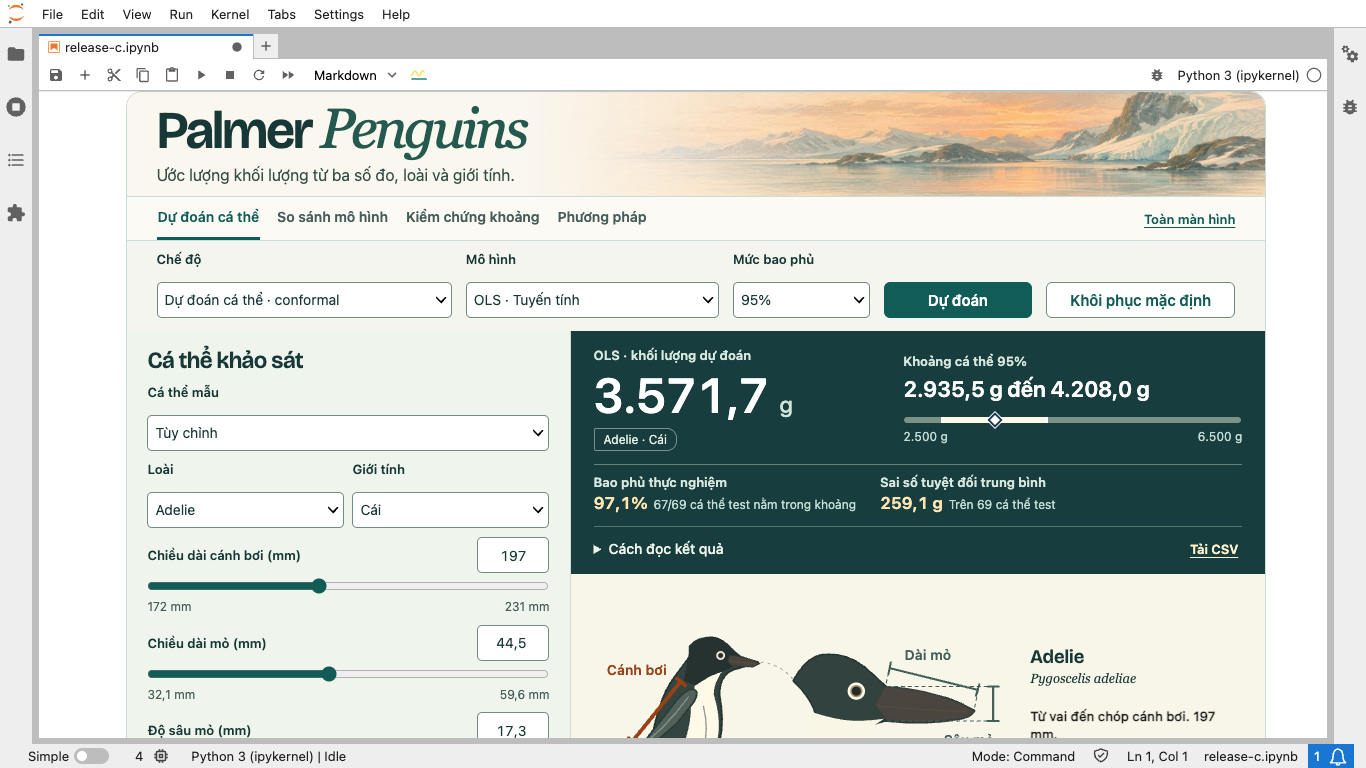 File Edit View Run Kernel Tabs Settings Help
release-c.ipynb
Markdown
Python 3 (ipykernel)
Palmer Penguins
Ước lượng khối lượng từ ba số đo, loài và giới tính.
Dự đoán cá thể So sánh mô hình Kiểm chứng khoảng Phương pháp Toàn màn hình
Chế độ Mô hình Mức bao phủ
Dự đoán cá thể · conformal OLS · Tuyến tính 95% Dự đoán Khôi phục mặc định
Cá thể khảo sát
Cá thể mẫu
Tùy chỉnh
Loài Giới tính
Adelie Cái
Chiều dài cánh bơi (mm) 197
172 mm 231 mm
Chiều dài mỏ (mm) 44,5
32,1 mm 59,6 mm
Độ sâu mỏ (mm) 17,3
OLS · khối lượng dự đoán
3.571,7 g
Adelie · Cái
Khoảng cá thể 95%
2.935,5 g đến 4.208,0 g
2.500 g 6.500 g
Bao phủ thực nghiệm
97,1% 67/69 cá thể test nằm trong khoảng
Sai số tuyệt đối trung bình
259,1 g Trên 69 cá thể test
Cách đọc kết quả Tải CSV
Cánh bơi
Dài mỏ
Adelie
Pygoscelis adeliae
Từ vai đến chóp cánh bơi. 197
mm.
Simple 4 Python 3 (ipykernel) | Idle Mode: Command Ln 1, Col 1 release-c.ipynb 1